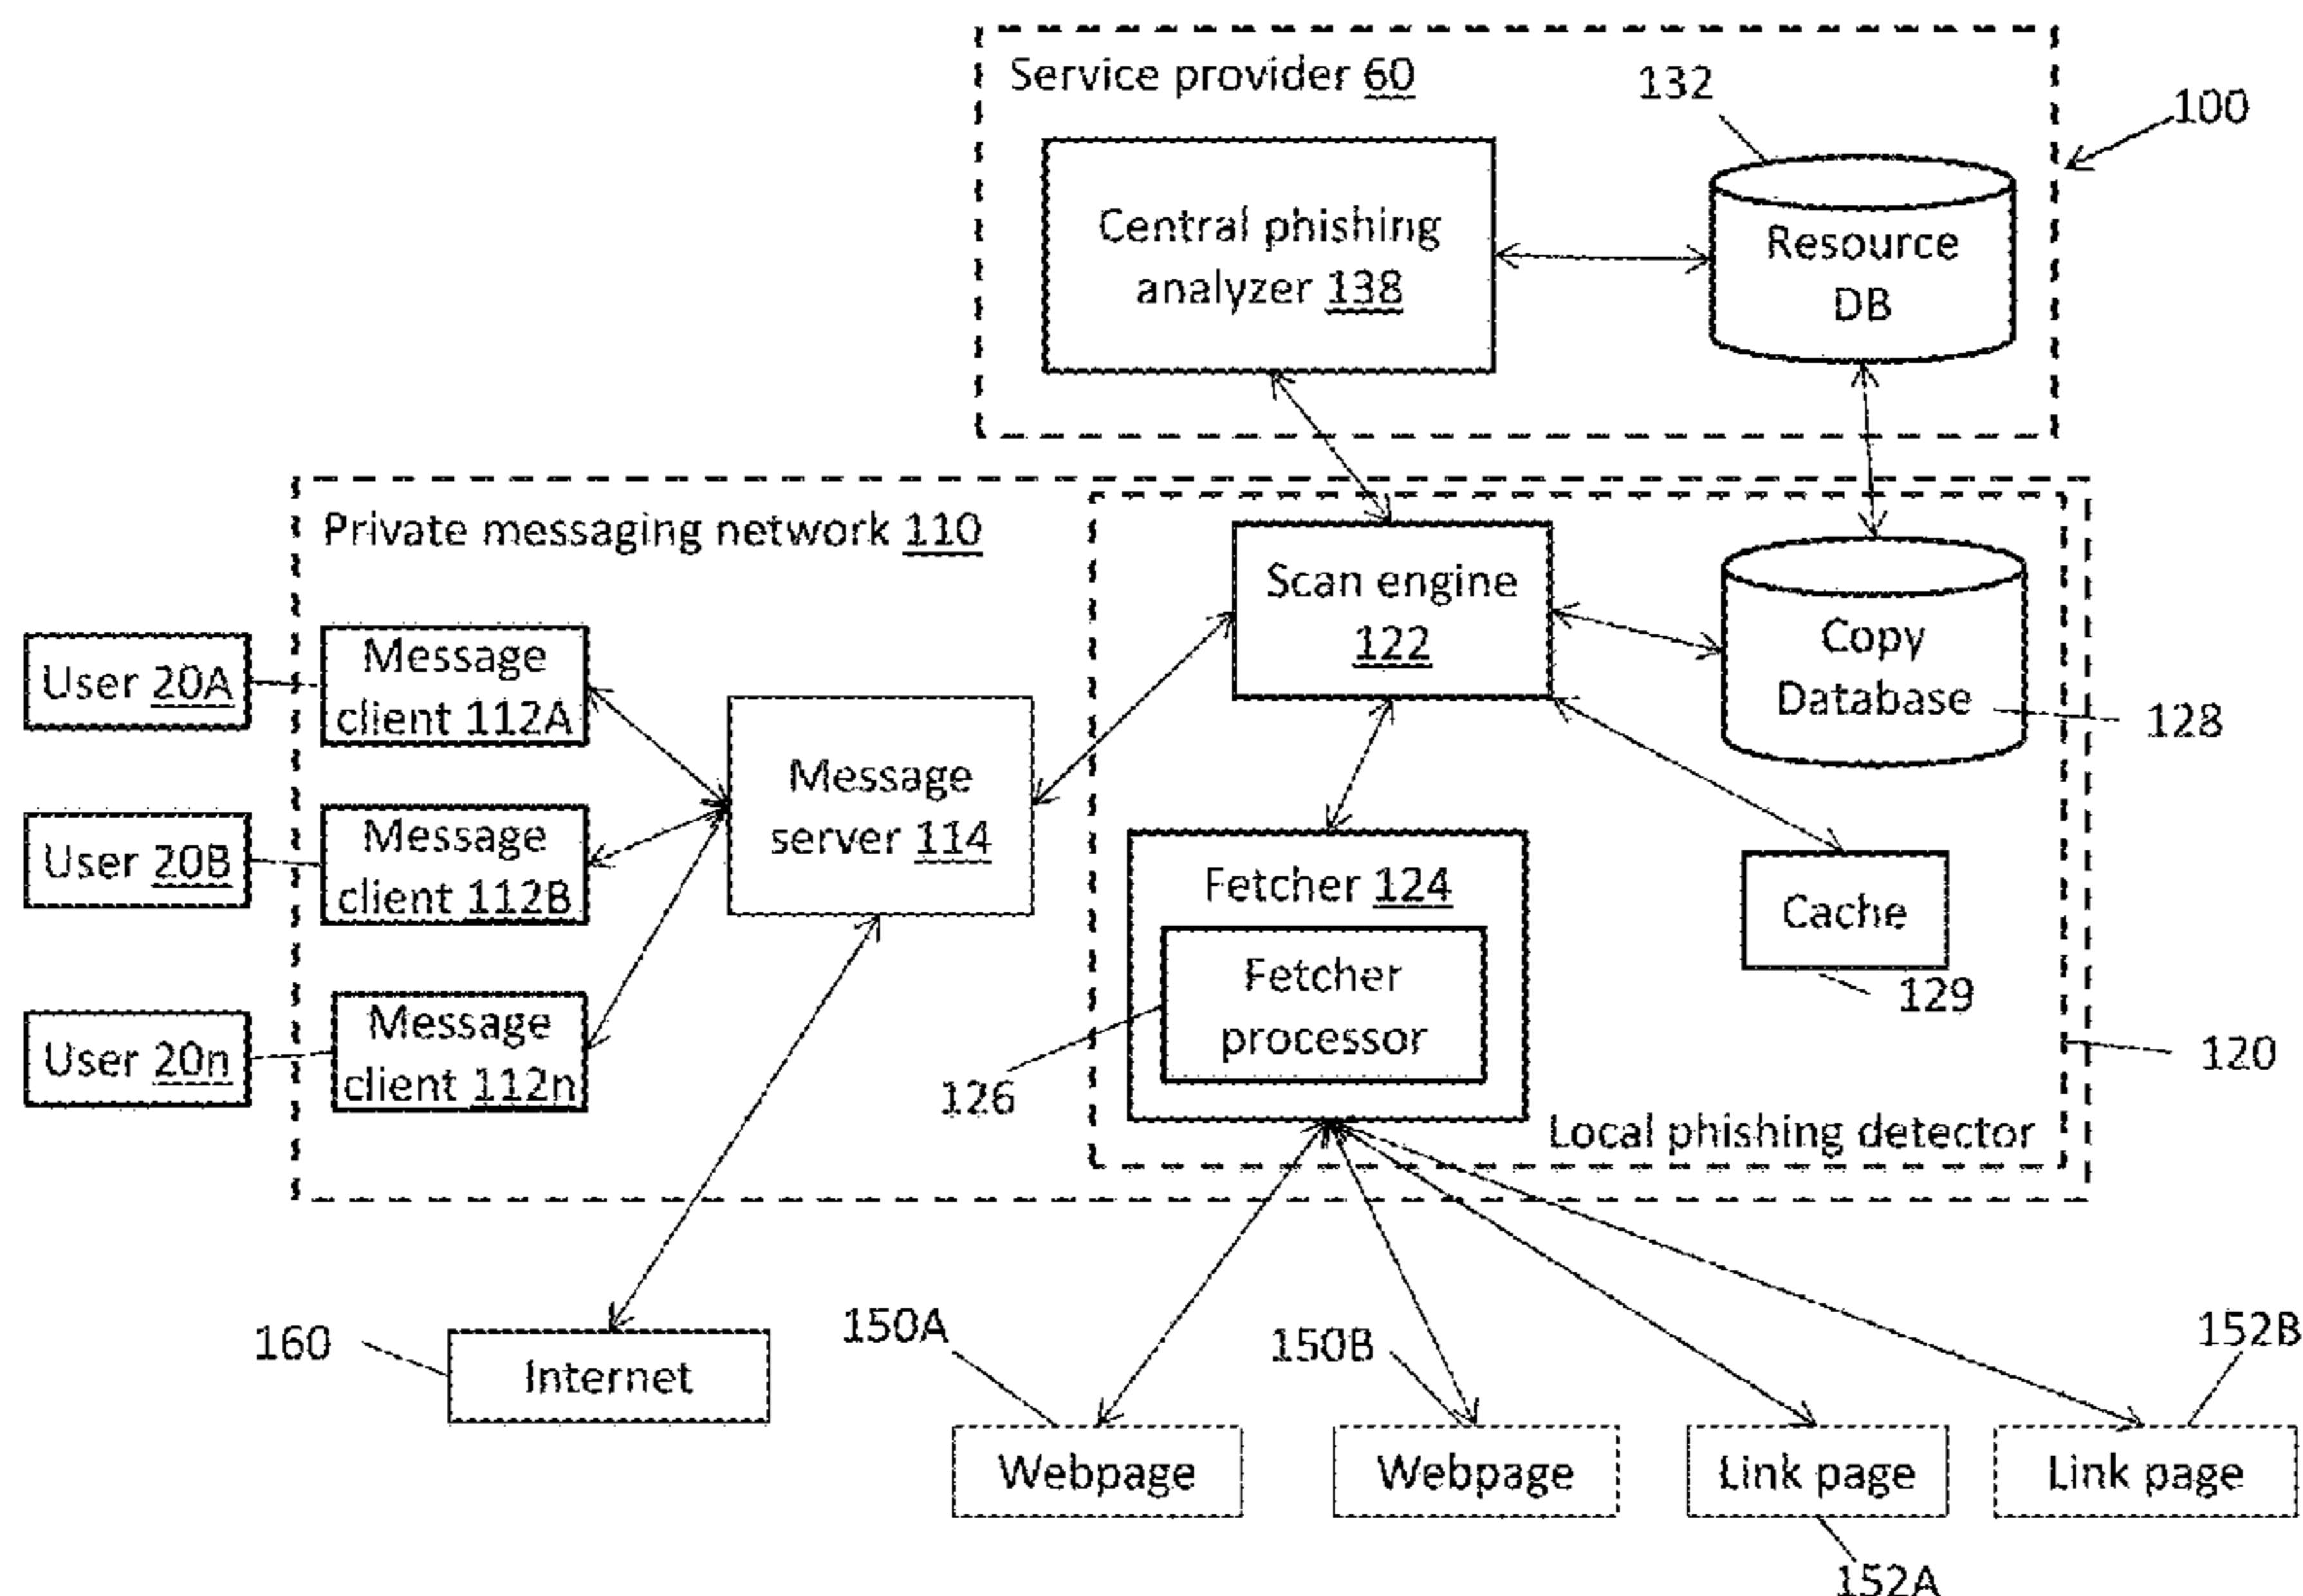 Service provider 60
132
100
Central phishing
analyzer 138
Resource
DB
Private messaging network 110
Scan engine
122
Copy
Database
128
User 20A
Message
client 112A
Message
server 114
User 20B
Message
client 112B
Fetcher 124
Cache
129
Fetcher
processor
126
User 20n
Message
client 112n
120
Local phishing detector
160
Internet
150A
150B
152B
Webpage
Webpage
Link page
Link page
152A